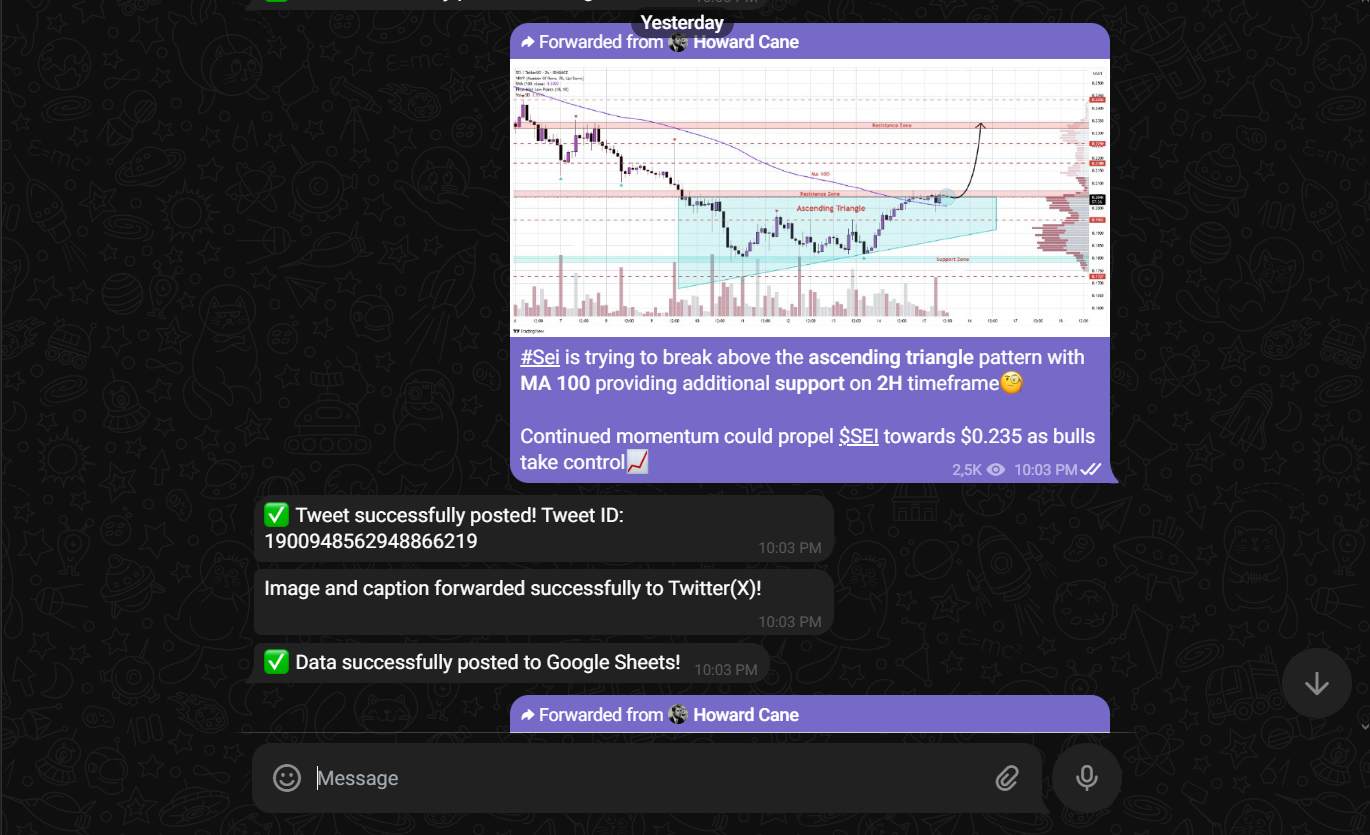 Yesterday
Forwarded from Howard Cane
Resistance Zone
MA 100
Resistance Zone
Ascending Triangle
Support Zone
TradingView
#Sei is trying to break above the ascending triangle pattern with
MA 100 providing additional support on 2H timeframe🧐
Continued momentum could propel $SEI towards $0.235 as bulls
take control📈
2,5K 10:03 PM
✅ Tweet successfully posted! Tweet ID:
1900948562948866219
10:03 PM
Image and caption forwarded successfully to Twitter(X)!
10:03 PM
✅ Data successfully posted to Google Sheets! 10:03 PM
Forwarded from Howard Cane
Message